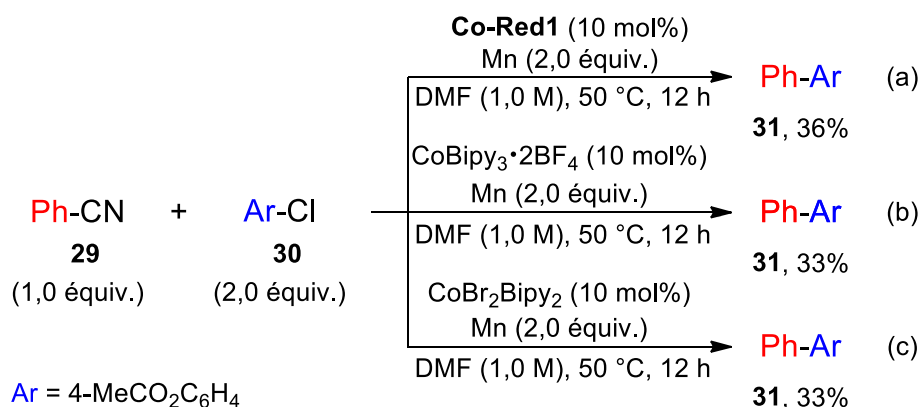 Co-Red1 (10 mol%)
Mn (2,0 équiv.)
DMF (1,0 M), 50 °C, 12 h
Ph-Ar (a)
31, 36%
CoBipy₃•2BF₄ (10 mol%)
Mn (2,0 équiv.)
DMF (1,0 M), 50 °C, 12 h
Ph-CN + Ar-Cl
29 30
(1,0 équiv.) (2,0 équiv.)
Ph-Ar (b)
31, 33%
CoBr₂Bipy₂ (10 mol%)
Mn (2,0 équiv.)
DMF (1,0 M), 50 °C, 12 h
Ph-Ar (c)
31, 33%
Ar = 4-MeCO₂C₆H₄